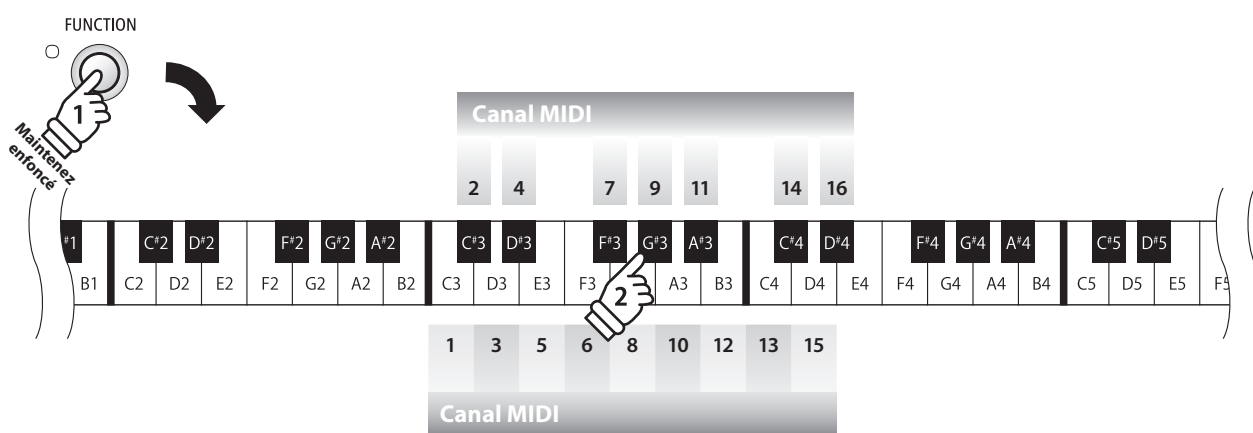 FUNCTION
1
Maintenez
enfoncé
Canal MIDI
2 4 7 9 11 14 16
#1 C#2 D#2 F#2 G#2 A#2 C#3 D#3 F#3 G#3 A#3 C#4 D#4 F#4 G#4 A#4 C#5 D#5
B1 C2 D2 E2 F2 G2 A2 B2 C3 D3 E3 F3 2 A3 B3 C4 D4 E4 F4 G4 A4 B4 C5 D5 E5 F5
1 3 5 6 8 10 12 13 15
Canal MIDI